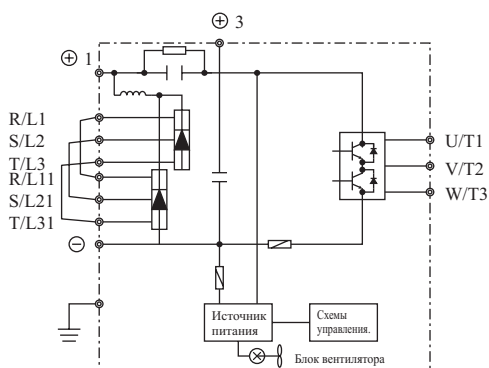 ⊕ 3
⊕ 1
R/L1
S/L2
T/L3
R/L11
S/L21
T/L31
⊖
U/T1
V/T2
W/T3
Источник
питания
Схемы
управления.
Блок вентилятора